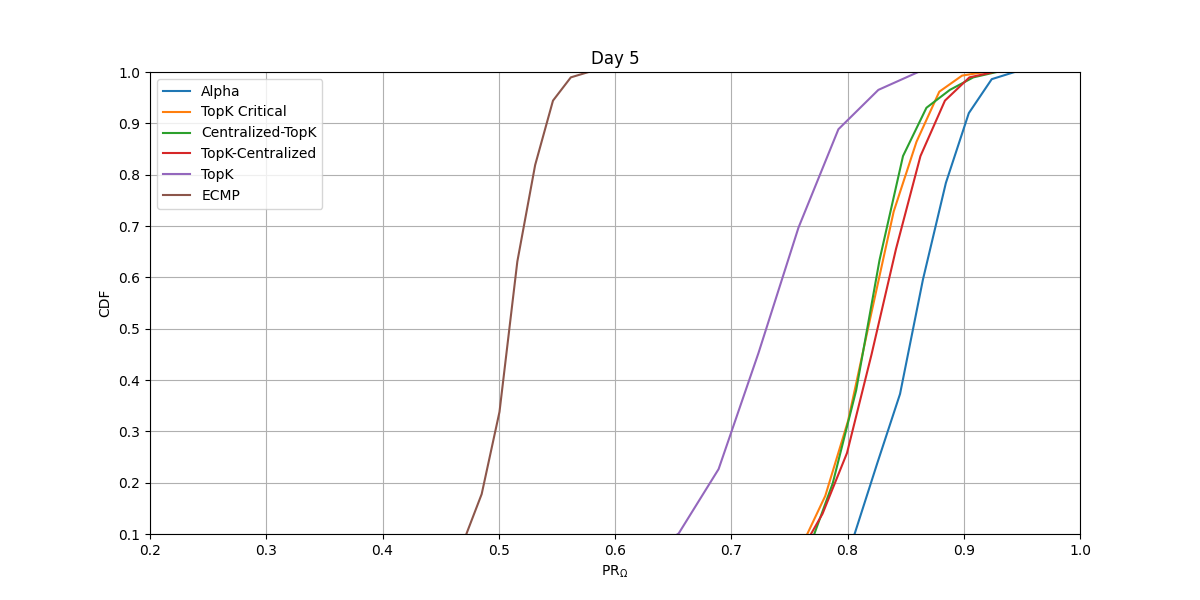 Day 5
1.0
0.9
0.8
0.7
0.6
0.5
0.4
0.3
0.2
0.1
CDF
Alpha
TopK Critical
Centralized-TopK
TopK-Centralized
TopK
ECMP
0.2 0.3 0.4 0.5 0.6 0.7 0.8 0.9 1.0
PRΩ